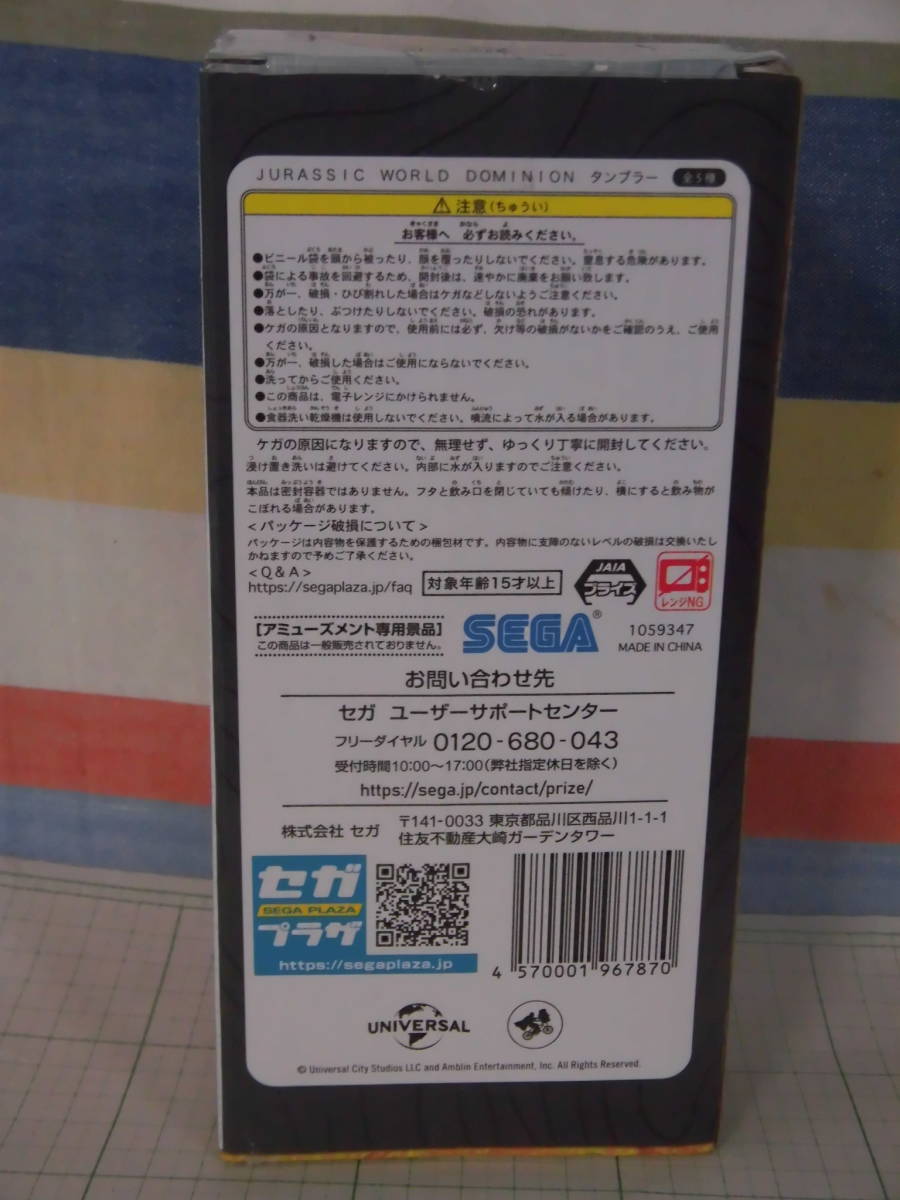 JURASSIC WORLD DOMINION タンブラー 全5種
⚠注意(ちゅうい)
お客様へ 必ずお読みください。
●ビニール袋を頭から被ったり、顔を覆ったりしないでください。窒息する危険があります。
●袋による事故を回避するため、開封後は、速やかに廃棄をお願い致します。
●万が一、破損・ひび割れした場合はケガなどしないようご注意ください。
●落としたり、ぶつけたりしないでください。破損の恐れがあります。
●ケガの原因となりますので、使用前には必ず、欠け等の破損がないかをご確認のうえ、ご使用
ください。
●万が一、破損した場合はご使用にならないでください。
●洗ってからご使用ください。
●この商品は、電子レンジにかけられません。
●食器洗い乾燥機は使用しないでください。噴流によって水が入る場合があります。
ケガの原因になりますので、無理せず、ゆっくり丁寧に開封してください。
浸け置き洗いは避けてください。内部に水が入りますのでご注意ください。
本品は密封容器ではありません。フタと飲み口を閉じていても傾けたり、横にすると飲み物が
こぼれる場合があります。
<パッケージ破損について>
パッケージは内容物を保護するための梱包材です。内容物に支障のないレベルの破損は交換いたし
かねますので予めご了承ください。
<Q&A>
https://segaplaza.jp/faq 対象年齢15才以上
JAIA
プライズ
レンジNG
【アミューズメント専用景品】
この商品は一般販売されておりません。
SEGA®
1059347
MADE IN CHINA
お問い合わせ先
セガ ユーザーサポートセンター
フリーダイヤル 0120-680-043
受付時間10:00～17:00(弊社指定休日を除く)
https://sega.jp/contact/prize/
株式会社 セガ
〒141-0033 東京都品川区西品川1-1-1
住友不動産大崎ガーデンタワー
セガ
SEGA PLAZA
プラザ
https://segaplaza.jp
4 570001 967870
UNIVERSAL
© Universal City Studios LLC and Amblin Entertainment, Inc. All Rights Reserved.